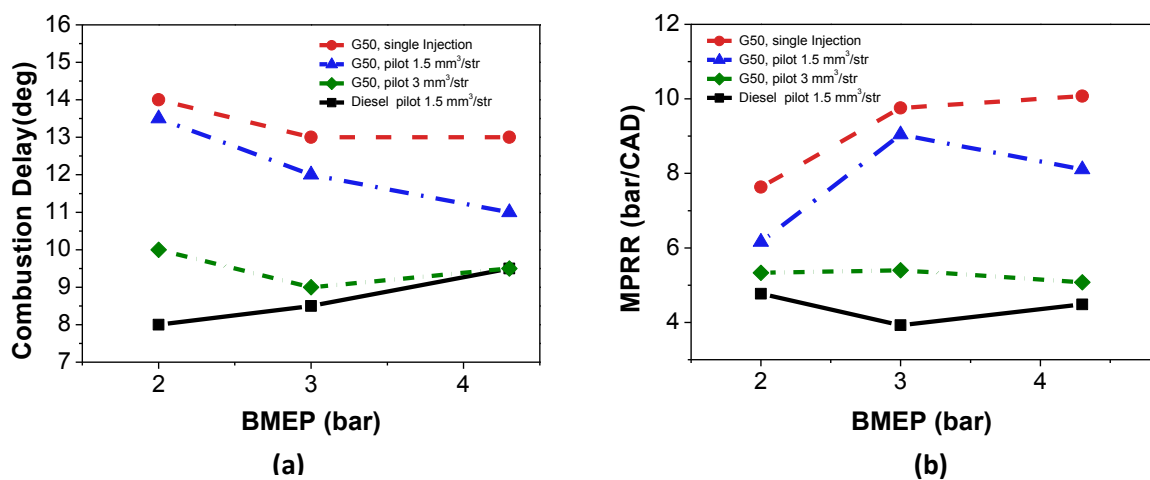 16
15
14
13
12
11
10
9
8
7
Combustion Delay(deg)
G50, single Injection
G50, pilot 1.5 mm³/str
G50, pilot 3 mm³/str
Diesel pilot 1.5 mm³/str
2 3 4
BMEP (bar)
(a)
12
10
8
6
4
MPRR (bar/CAD)
G50, single Injection
G50, pilot 1.5 mm³/str
G50, pilot 3 mm³/str
Diesel pilot 1.5 mm³/str
2 3 4
BMEP (bar)
(b)